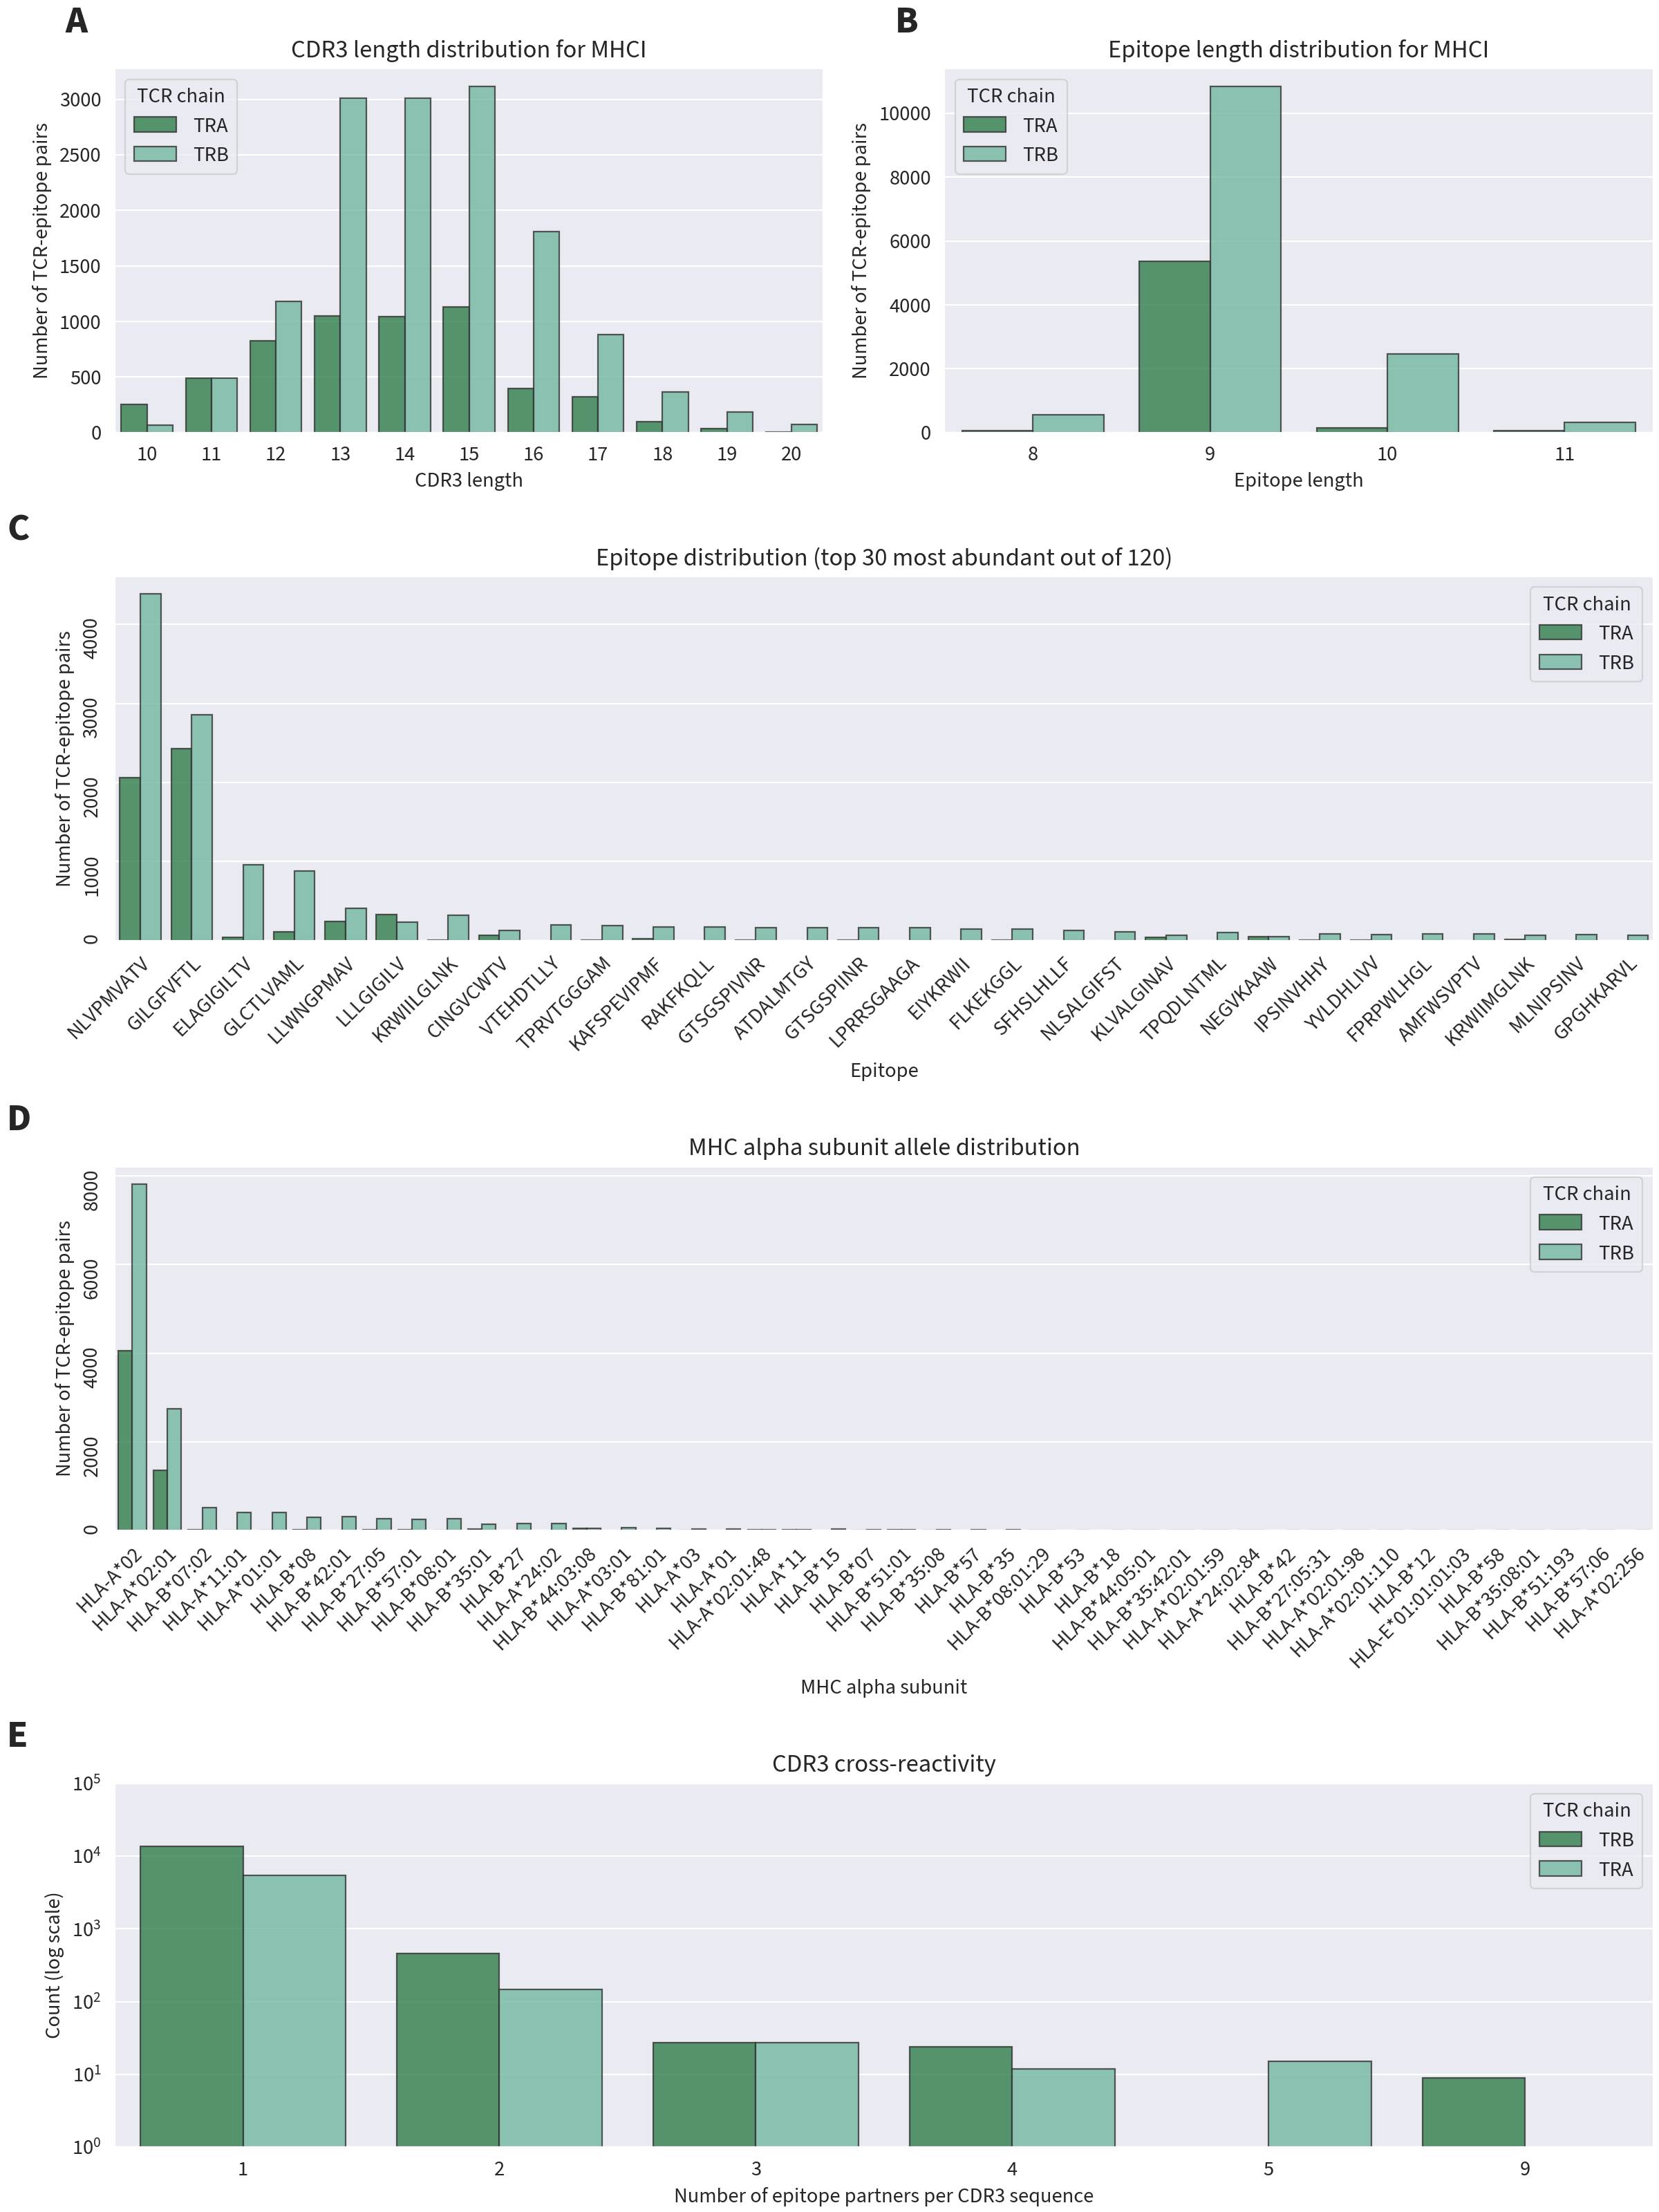 A
CDR3 length distribution for MHCI
Number of TCR-epitope pairs
3000
2500
2000
1500
1000
500
0
TCR chain
TRA
TRB
10 11 12 13 14 15 16 17 18 19 20
CDR3 length
B
Epitope length distribution for MHCI
Number of TCR-epitope pairs
10000
8000
6000
4000
2000
0
TCR chain
TRA
TRB
8 9 10 11
Epitope length
C
Epitope distribution (top 30 most abundant out of 120)
Number of TCR-epitope pairs
4000
3000
2000
1000
0
TCR chain
TRA
TRB
NLVPMVATV
GILGFVFTL
ELAGIGILTV
GLCTLVAML
LLWNGPMAV
LLLGIGILV
KRWIILGLNK
CINGVCWTV
VTEHDTLLY
TPRVTGGGAM
KAFSPEVIPMF
RAKFKQLL
GTSGSPIVNR
ATDALMTGY
GTSGSPIINR
LPRRSGAAGA
EIYKRWII
FLKEKGGL
SFHSLHLLF
NLSALGIFST
KLVALGINAV
TPQDLNTML
NEGVKAAW
IPSINVHHY
YVLDHLIVV
FPRPWLHGL
AMFWSVPTV
KRWIIMGLNK
MLNIPSINV
GPGHKARVL
Epitope
D
MHC alpha subunit allele distribution
Number of TCR-epitope pairs
8000
6000
4000
2000
0
TCR chain
TRA
TRB
HLA-A*02
HLA-A*02:01
HLA-B*07:02
HLA-A*11:01
HLA-A*01:01
HLA-B*08
HLA-B*42:01
HLA-B*27:05
HLA-B*57:01
HLA-B*08:01
HLA-B*35:01
HLA-B*27
HLA-A*24:02
HLA-B*44:03:08
HLA-A*03:01
HLA-B*81:01
HLA-A*03
HLA-A*01
HLA-A*02:01:48
HLA-A*11
HLA-B*15
HLA-B*07
HLA-B*51:01
HLA-B*35:08
HLA-B*57
HLA-B*35
HLA-B*08:01:29
HLA-B*53
HLA-B*18
HLA-B*44:05:01
HLA-B*35:42:01
HLA-A*02:01:59
HLA-A*24:02:84
HLA-B*42
HLA-B*27:05:31
HLA-A*02:01:98
HLA-A*02:01:110
HLA-B*12
HLA-E*01:01:01:03
HLA-B*58
HLA-B*35:08:01
HLA-B*51:193
HLA-B*57:06
HLA-A*02:256
MHC alpha subunit
E
CDR3 cross-reactivity
Count (log scale)
10⁵
10⁴
10³
10²
10¹
10⁰
TCR chain
TRB
TRA
1 2 3 4 5 9
Number of epitope partners per CDR3 sequence